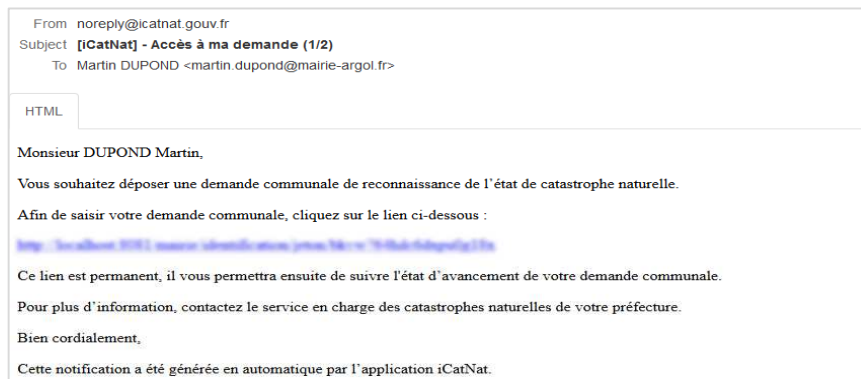 From noreply@icatnat.gouv.fr
Subject [iCatNat] - Accès à ma demande (1/2)
To Martin DUPOND <martin.dupond@mairie-argol.fr>
HTML
Monsieur DUPOND Martin,
Vous souhaitez déposer une demande communale de reconnaissance de l’état de catastrophe naturelle.
Afin de saisir votre demande communale, cliquez sur le lien ci-dessous :
Ce lien est permanent, il vous permettra ensuite de suivre l'état d’avancement de votre demande communale.
Pour plus d’information, contactez le service en charge des catastrophes naturelles de votre préfecture.
Bien cordialement,
Cette notification a été générée en automatique par l’application iCatNat.